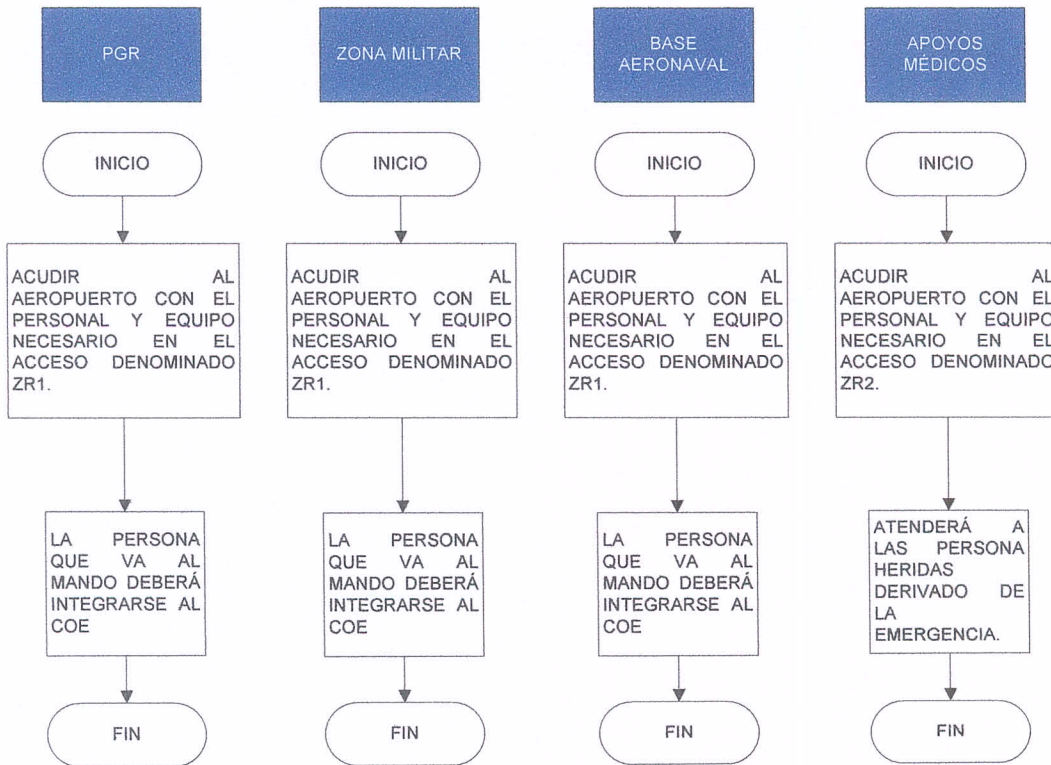 PGR
INICIO
ACUDIR AL
AEROPUERTO CON EL
PERSONAL Y EQUIPO
NECESARIO EN EL
ACCESO DENOMINADO
ZR1.
LA PERSONA
QUE VA AL
MANDO DEBERÁ
INTEGRARSE AL
COE
FIN
ZONA MILITAR
INICIO
ACUDIR AL
AEROPUERTO CON EL
PERSONAL Y EQUIPO
NECESARIO EN EL
ACCESO DENOMINADO
ZR1.
LA PERSONA
QUE VA AL
MANDO DEBERÁ
INTEGRARSE AL
COE
FIN
BASE
AERONAVAL
INICIO
ACUDIR AL
AEROPUERTO CON EL
PERSONAL Y EQUIPO
NECESARIO EN EL
ACCESO DENOMINADO
ZR1.
LA PERSONA
QUE VA AL
MANDO DEBERÁ
INTEGRARSE AL
COE
FIN
APOYOS
MÉDICOS
INICIO
ACUDIR AL
AEROPUERTO CON EL
PERSONAL Y EQUIPO
NECESARIO EN EL
ACCESO DENOMINADO
ZR2.
ATENDERÁ A
LAS PERSONA
HERIDAS
DERIVADO DE
LA
EMERGENCIA.
FIN